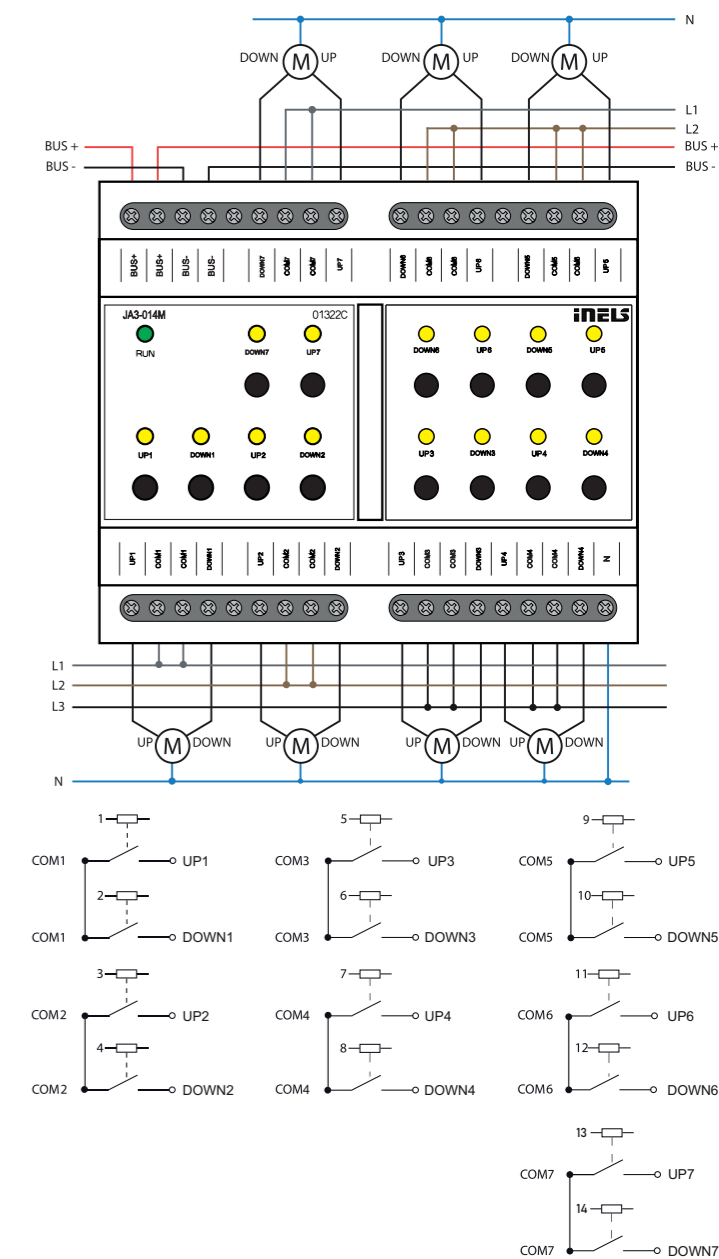 N
DOWN M UP DOWN M UP DOWN M UP
L1
L2
BUS + BUS +
BUS - BUS -
BUS+ BUS+ BUS- BUS- DOWN7 COM7 COM7 UP7 DOWN6 COM6 COM6 UP6 DOWN5 COM5 COM5 UP5
JA3-014M 01322C iNELS
RUN DOWN7 UP7 DOWN6 UP6 DOWN5 UP5
UP1 DOWN1 UP2 DOWN2 UP3 DOWN3 UP4 DOWN4
UP1 COM1 COM1 DOWN1 UP2 COM2 COM2 DOWN2 UP3 COM3 COM3 DOWN3 UP4 COM4 COM4 DOWN4 N
L1
L2
L3
UP M DOWN UP M DOWN UP M DOWN UP M DOWN
N
1 5 9
COM1 UP1 COM3 UP3 COM5 UP5
2 6 10
COM1 DOWN1 COM3 DOWN3 COM5 DOWN5
3 7 11
COM2 UP2 COM4 UP4 COM6 UP6
4 8 12
COM2 DOWN2 COM4 DOWN4 COM6 DOWN6
13
COM7 UP7
14
COM7 DOWN7